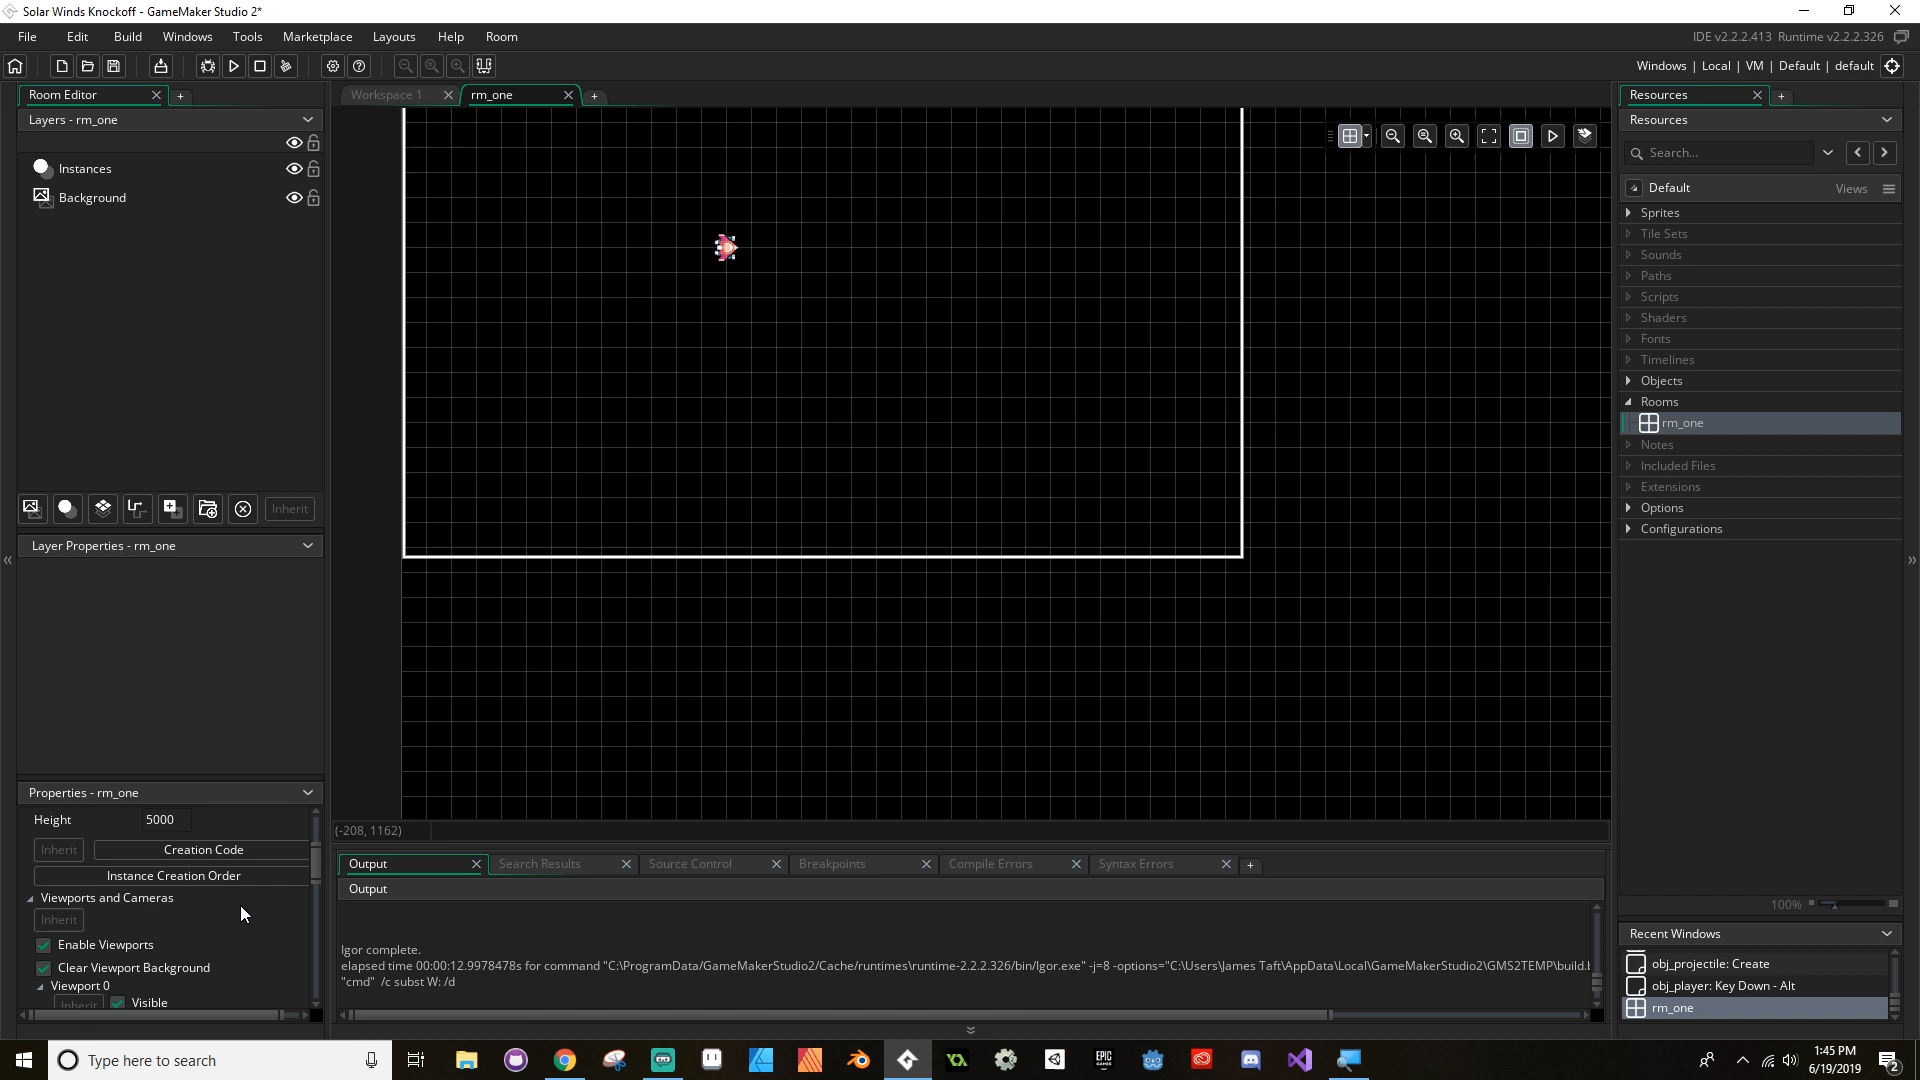 Solar Winds Knockoff - GameMaker Studio 2*
File Edit Build Windows Tools Marketplace Layouts Help Room
IDE v2.2.2.413 Runtime v2.2.2.326
Windows | Local | VM | Default | default
Room Editor
Layers - rm_one
Instances
Background
Inherit
Layer Properties - rm_one
Properties - rm_one
Height 5000
Inherit Creation Code
Instance Creation Order
Viewports and Cameras
Inherit
Enable Viewports
Clear Viewport Background
Viewport 0
Inherit Visible
Workspace 1 rm_one
(-208, 1162)
Output Search Results Source Control Breakpoints Compile Errors Syntax Errors
Output
Igor complete.
elapsed time 00:00:12.9978478s for command "C:\ProgramData/GameMakerStudio2/Cache/runtimes\runtime-2.2.2.326/bin/Igor.exe" -j=8 -options="C:\Users\James Taft\AppData\Local\GameMakerStudio2\GMS2TEMP\build.b
"cmd" /c subst W: /d
Resources
Resources
Search...
Default Views
Sprites
Tile Sets
Sounds
Paths
Scripts
Shaders
Fonts
Timelines
Objects
Rooms
rm_one
Notes
Included Files
Extensions
Options
Configurations
100%
Recent Windows
obj_projectile: Create
obj_player: Key Down - Alt
rm_one
Type here to search
EPIC
GAMES
1:45 PM
6/19/2019
2